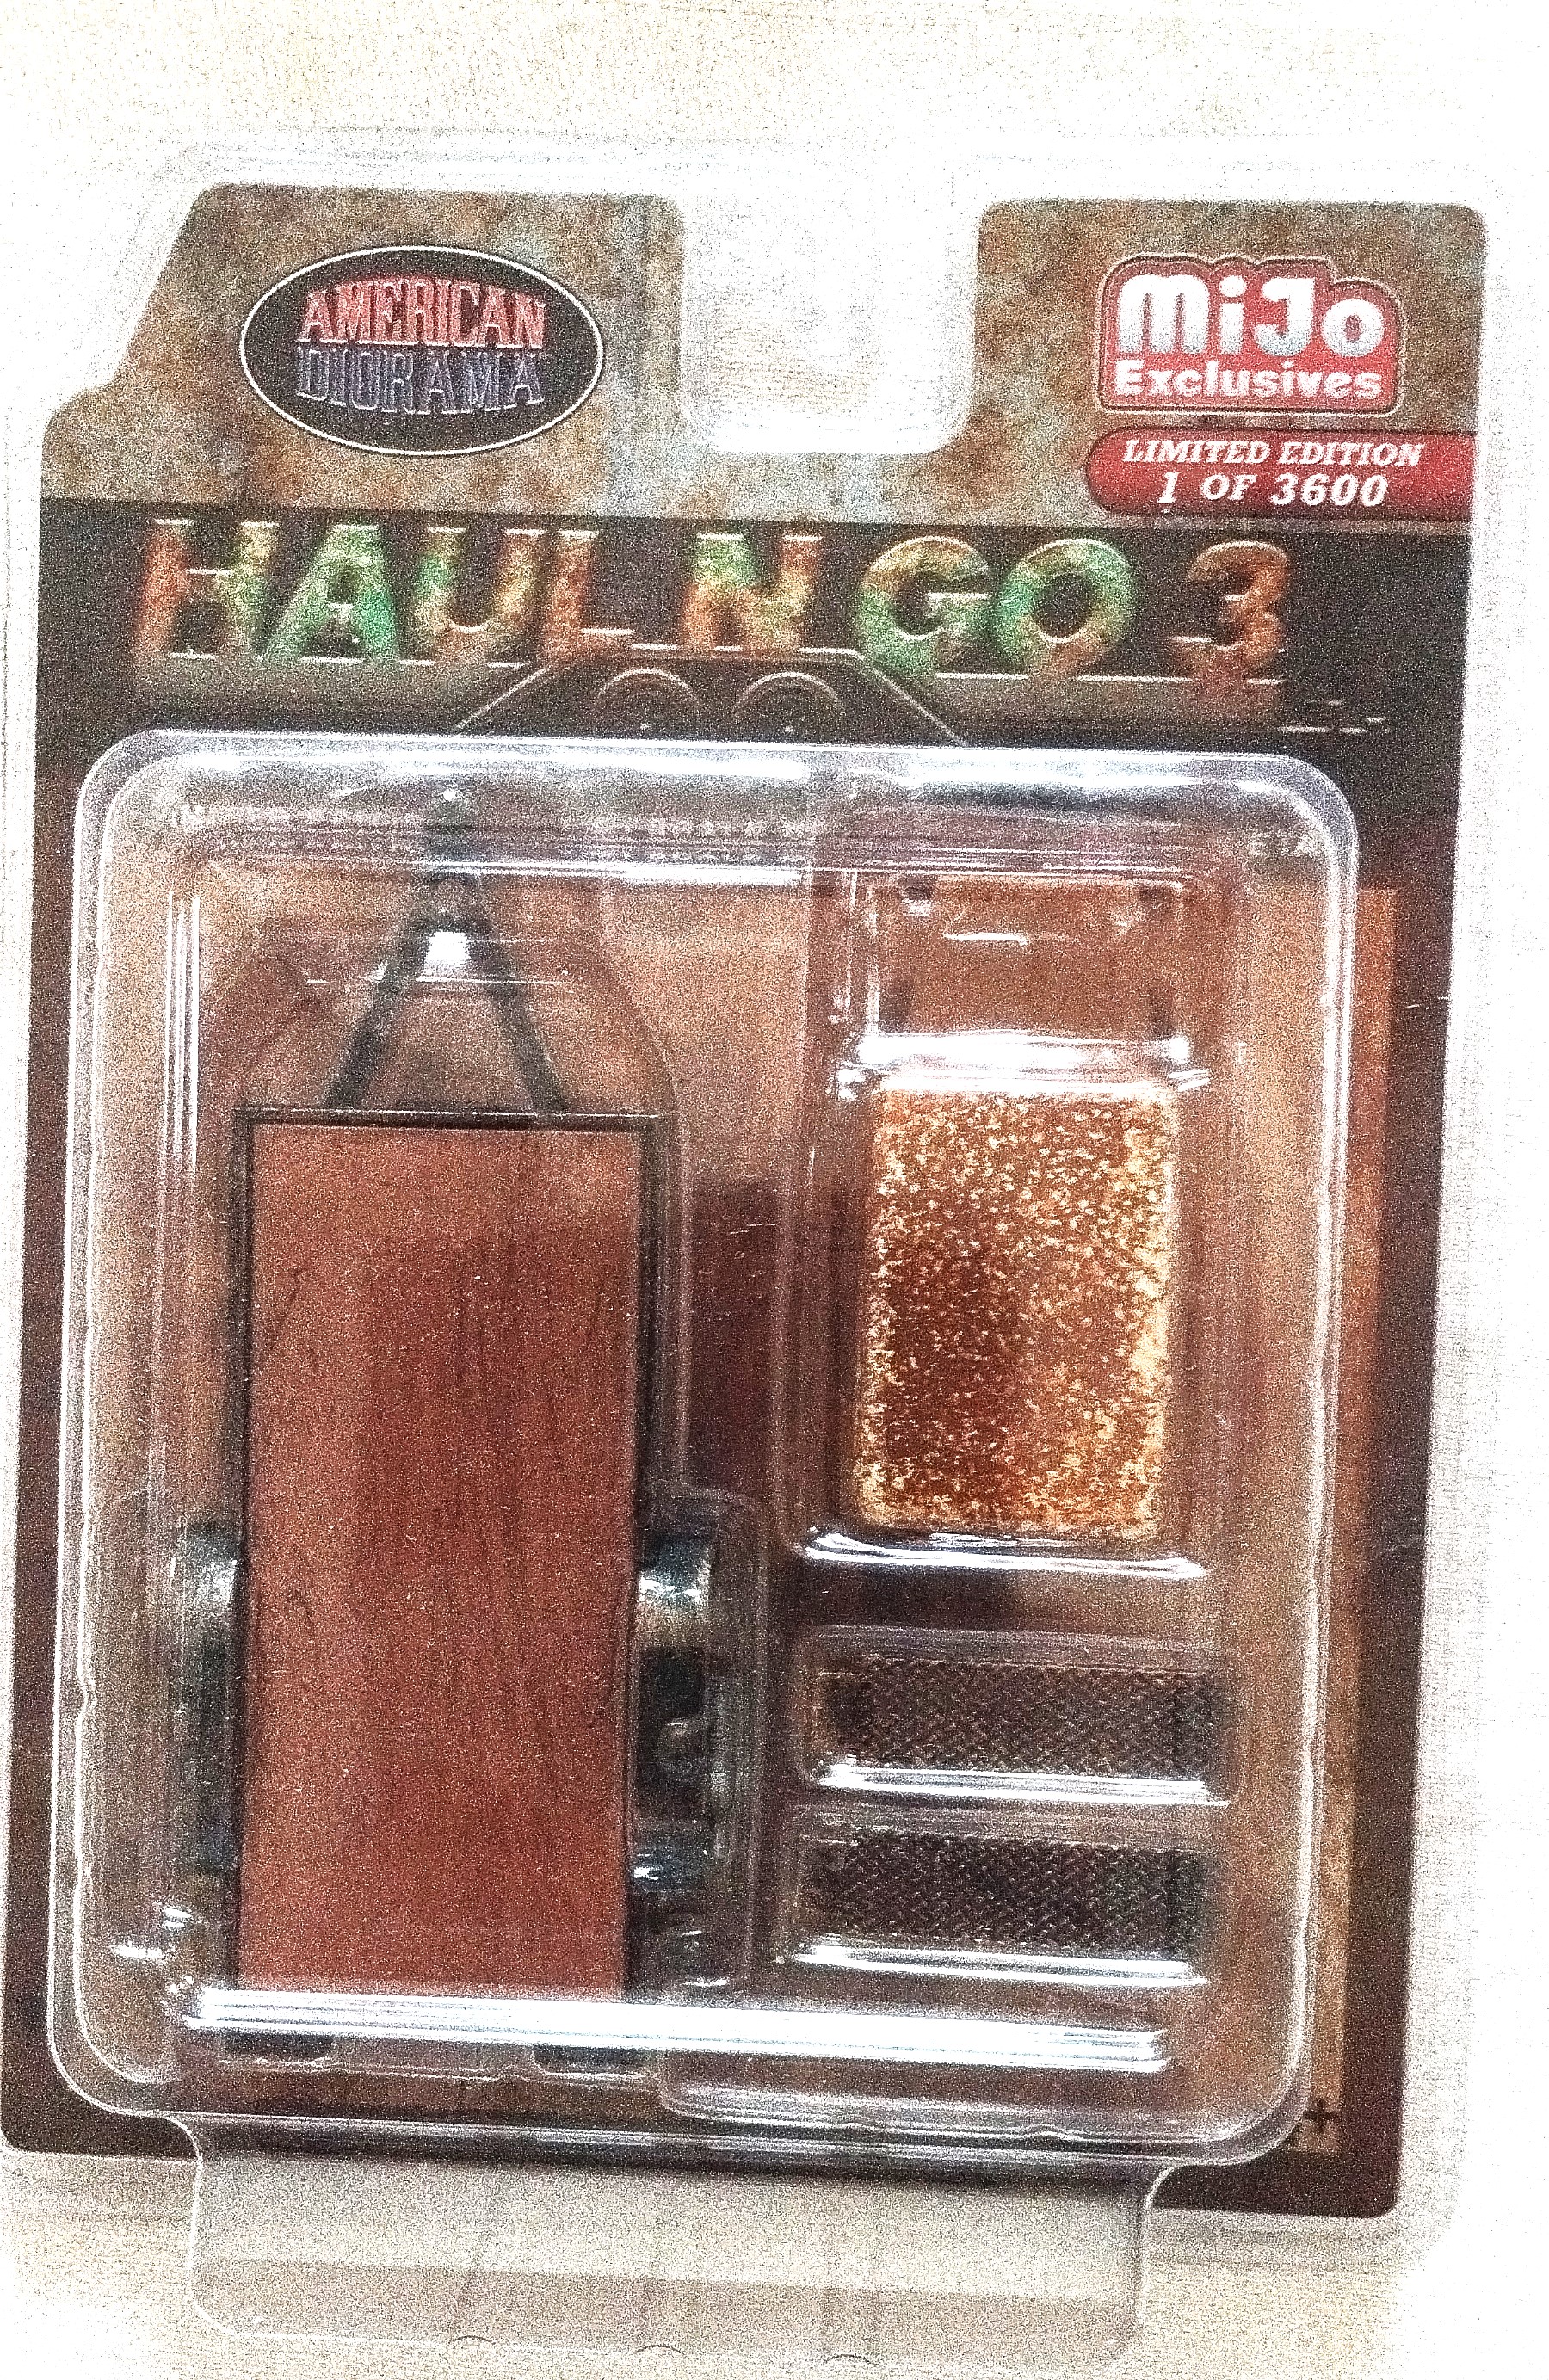 AMERICAN
DIORAMA
MiJo
Exclusives
LIMITED EDITION
1 OF 3600
HAUL N GO 3